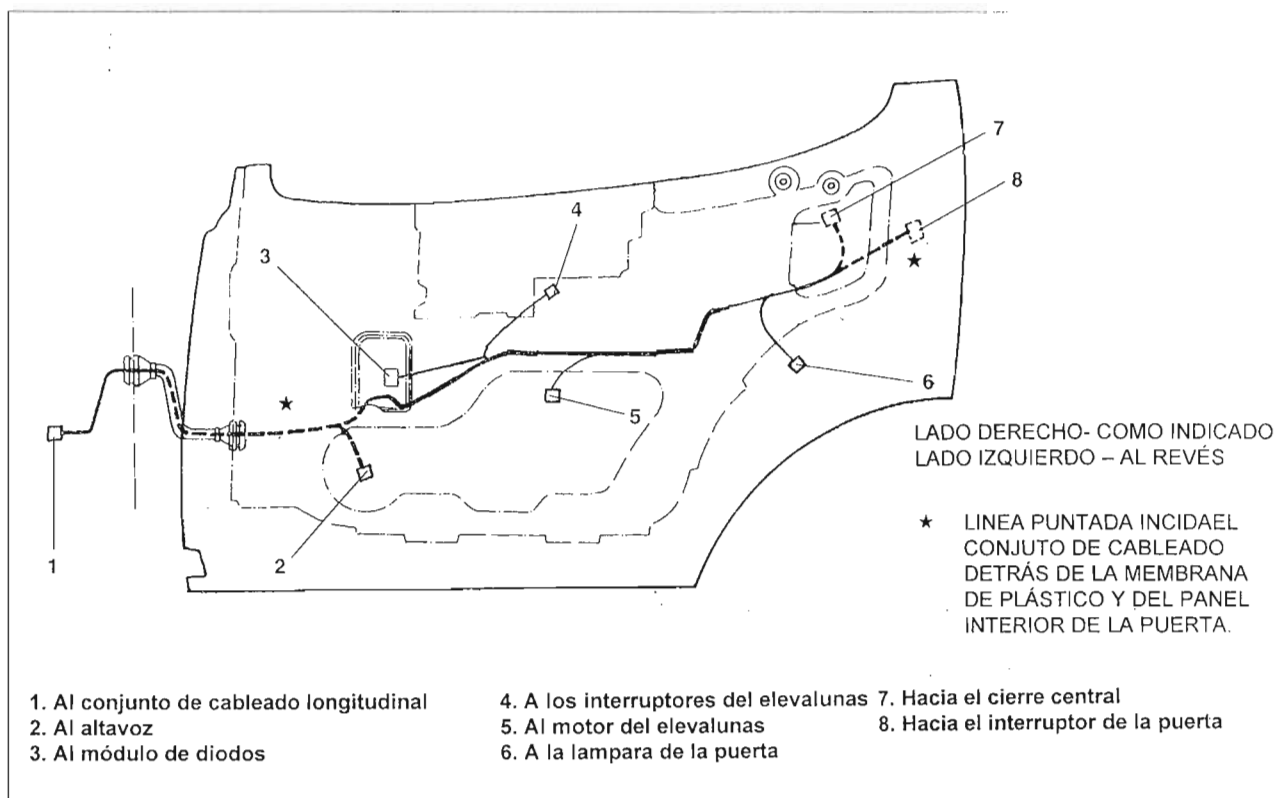 7
8
4
3
6
5
1
2
LADO DERECHO- COMO INDICADO
LADO IZQUIERDO – AL REVÉS
★ LINEA PUNTADA INCIDAEL
CONJUTO DE CABLEADO
DETRÁS DE LA MEMBRANA
DE PLÁSTICO Y DEL PANEL
INTERIOR DE LA PUERTA.
1. Al conjunto de cableado longitudinal
2. Al altavoz
3. Al módulo de diodos
4. A los interruptores del elevalunas
5. Al motor del elevalunas
6. A la lampara de la puerta
7. Hacia el cierre central
8. Hacia el interruptor de la puerta